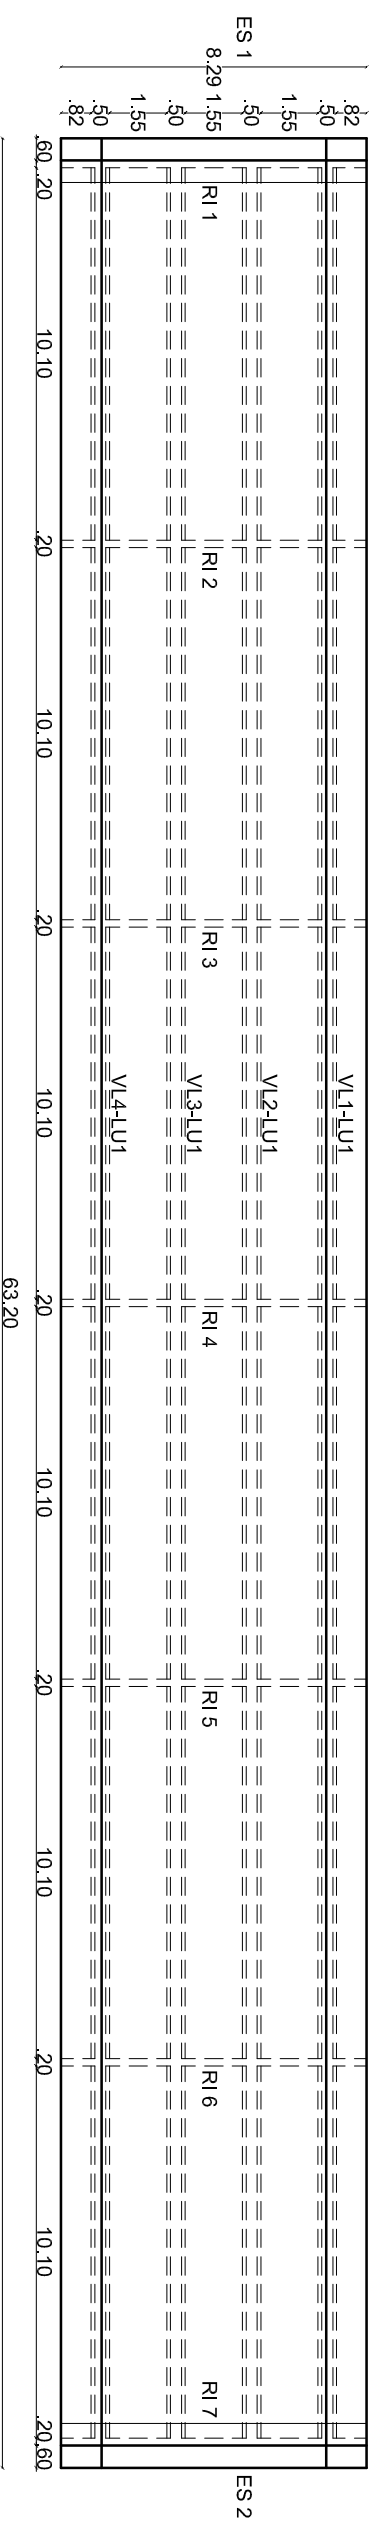 ES 1
8.29
.82
.50
1.55
.50
1.55
.50
1.55
.50
.82
RI 1
RI 2
RI 3
RI 4
RI 5
RI 6
RI 7
VL1-LU1
VL2-LU1
VL3-LU1
VL4-LU1
.60
.20
10.10
.20
10.10
.20
10.10
.20
10.10
.20
10.10
.20
10.10
.20
.60
63.20
ES 2